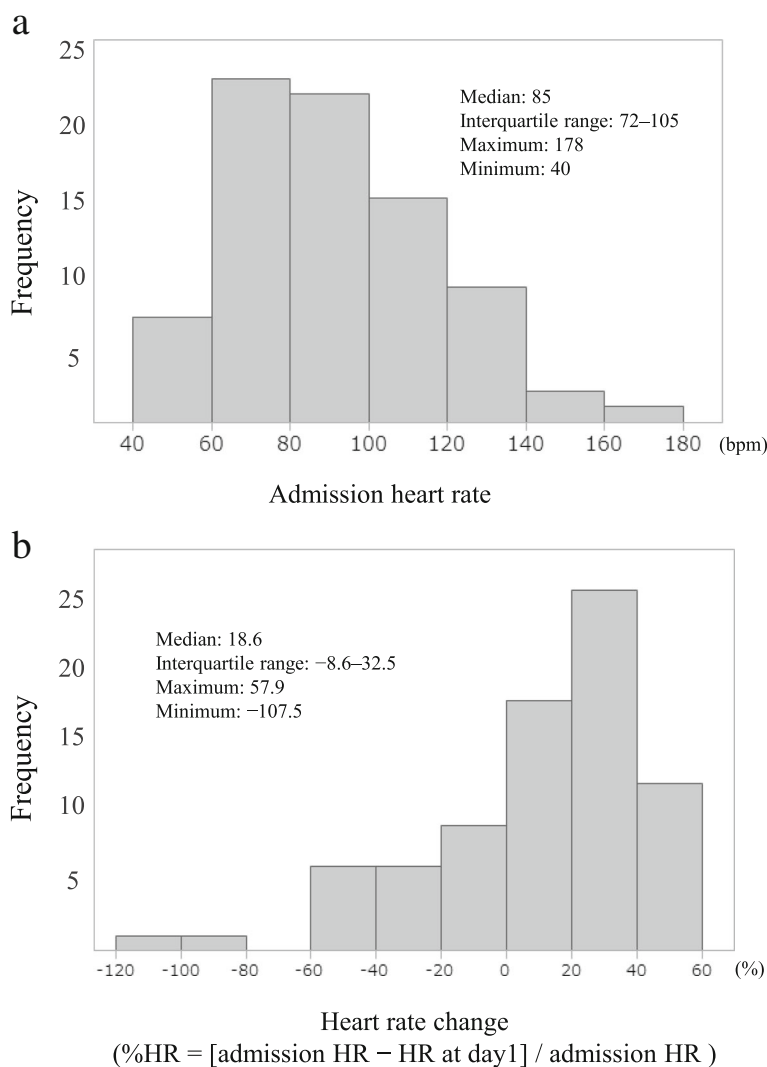 a
25
20
15
10
5
Frequency
Median: 85
Interquartile range: 72–105
Maximum: 178
Minimum: 40
40 60 80 100 120 140 160 180 (bpm)
Admission heart rate
b
25
20
15
10
5
Frequency
Median: 18.6
Interquartile range: −8.6–32.5
Maximum: 57.9
Minimum: −107.5
-120 -100 -80 -60 -40 -20 0 20 40 60 (%)
Heart rate change
(%HR = [admission HR − HR at day1] / admission HR )